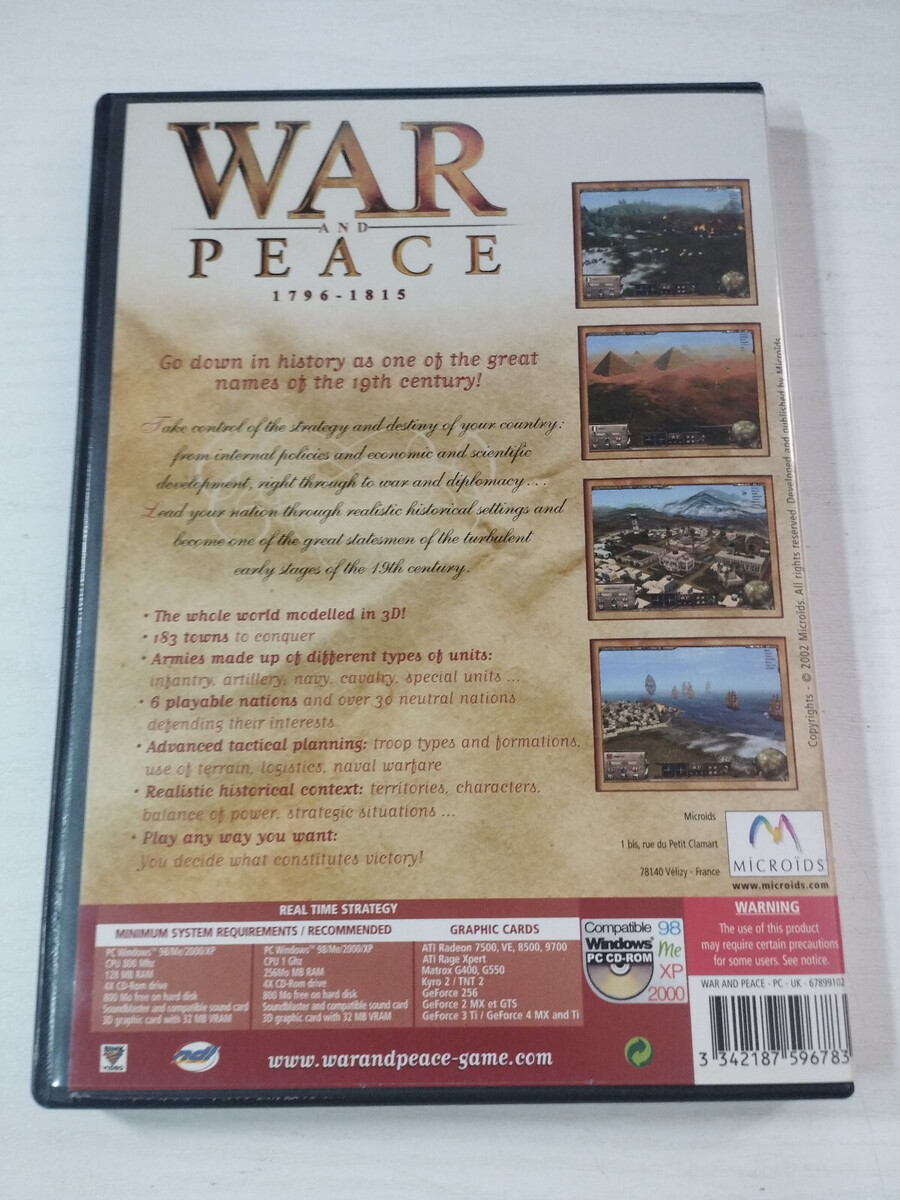 WAR
AND
PEACE
1796-1815
Go down in history as one of the great
names of the 19th century!
Take control of the strategy and destiny of your country:
from internal policies and economic and scientific
development, right through to war and diplomacy...
Lead your nation through realistic historical settings and
become one of the great statesmen of the turbulent
early stages of the 19th century.
• The whole world modelled in 3D!
• 183 towns to conquer
• Armies made up of different types of units:
infantry, artillery, navy, cavalry, special units ...
• 6 playable nations and over 30 neutral nations
defending their interests
• Advanced tactical planning: troop types and formations,
use of terrain, logistics, naval warfare
• Realistic historical context: territories, characters,
balance of power, strategic situations ...
• Play any way you want:
You decide what constitutes victory!
Copyrights - © 2002 Microïds. All rights reserved. Developed and published by Microïds
Microïds
1 bis, rue du Petit Clamart
78140 Vélizy - France
MICROÏDS
www.microids.com
REAL TIME STRATEGY
MINIMUM SYSTEM REQUIREMENTS / RECOMMENDED
PC Windows™ 98/Me/2000/XP
CPU 800 Mhz
128 MB RAM
4X CD-Rom drive
800 Mo free on hard disk
Soundblaster and compatible sound card
3D graphic card with 32 MB VRAM
PC Windows™ 98/Me/2000/XP
CPU 1 Ghz
256Mo MB RAM
4X CD-Rom drive
800 Mo free on hard disk
Soundblaster and compatible sound card
3D graphic card with 32 MB VRAM
GRAPHIC CARDS
ATI Radeon 7500, VE, 8500, 9700
ATI Rage Xpert
Matrox G400, G550
Kyro 2 / TNT 2
GeForce 256
GeForce 2 MX et GTS
GeForce 3 Ti / GeForce 4 MX and Ti
Compatible
Windows
PC CD-ROM
98
Me
XP
2000
WARNING
The use of this product
may require certain precautions
for some users. See notice.
WAR AND PEACE - PC - UK - 67899102
3 342187 596783
BINK
VIDEO
ndl
www.warandpeace-game.com